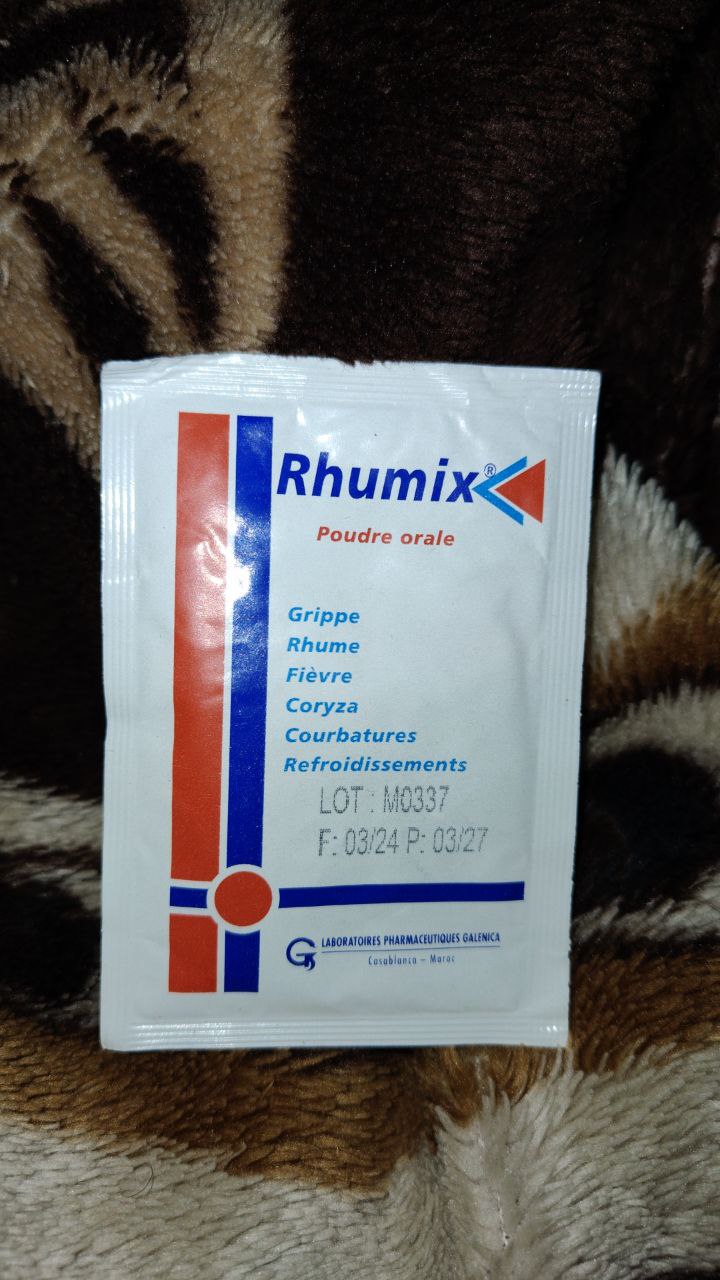 Rhumix®
Poudre orale
Grippe
Rhume
Fièvre
Coryza
Courbatures
Refroidissements
LOT : M0337
F: 03/24 P: 03/27
LABORATOIRES PHARMACEUTIQUES GALENICA
Casablanca – Maroc